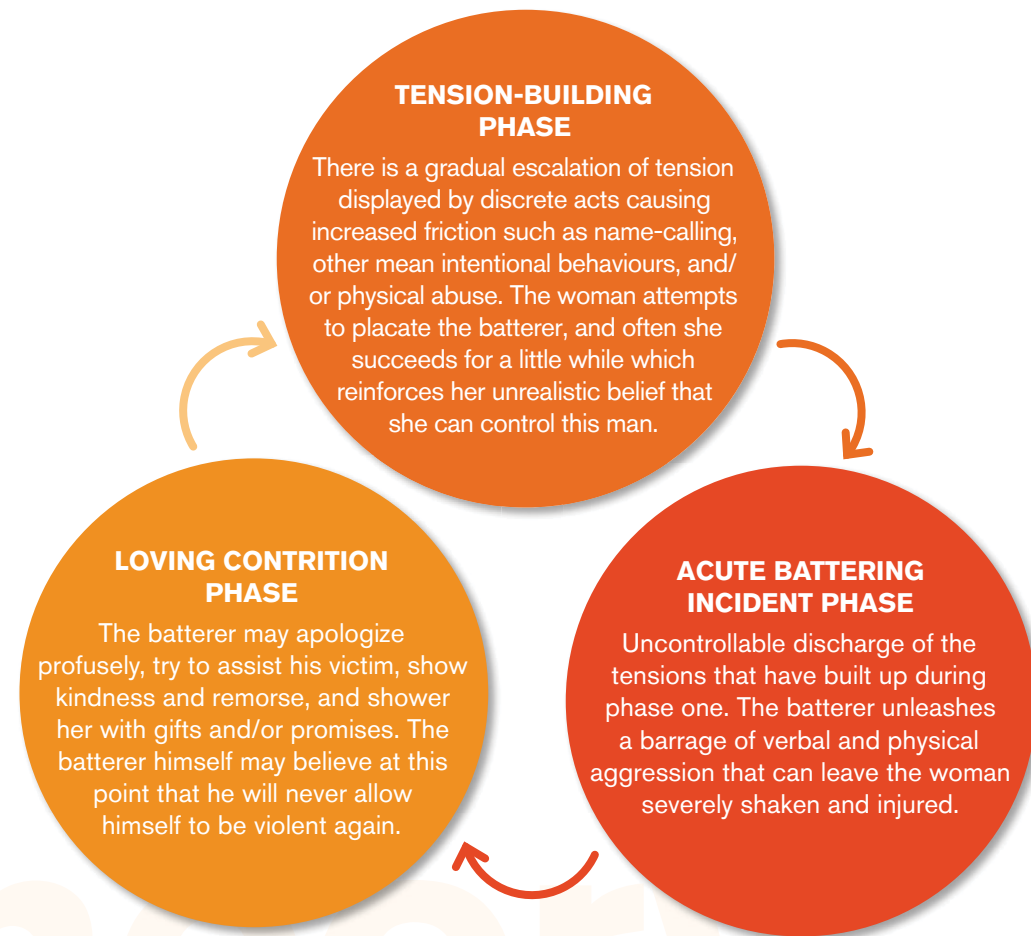 TENSION-BUILDING
PHASE
There is a gradual escalation of tension
displayed by discrete acts causing
increased friction such as name-calling,
other mean intentional behaviours, and/
or physical abuse. The woman attempts
to placate the batterer, and often she
succeeds for a little while which
reinforces her unrealistic belief that
she can control this man.
ACUTE BATTERING
INCIDENT PHASE
Uncontrollable discharge of the
tensions that have built up during
phase one. The batterer unleashes
a barrage of verbal and physical
aggression that can leave the woman
severely shaken and injured.
LOVING CONTRITION
PHASE
The batterer may apologize
profusely, try to assist his victim, show
kindness and remorse, and shower
her with gifts and/or promises. The
batterer himself may believe at this
point that he will never allow
himself to be violent again.